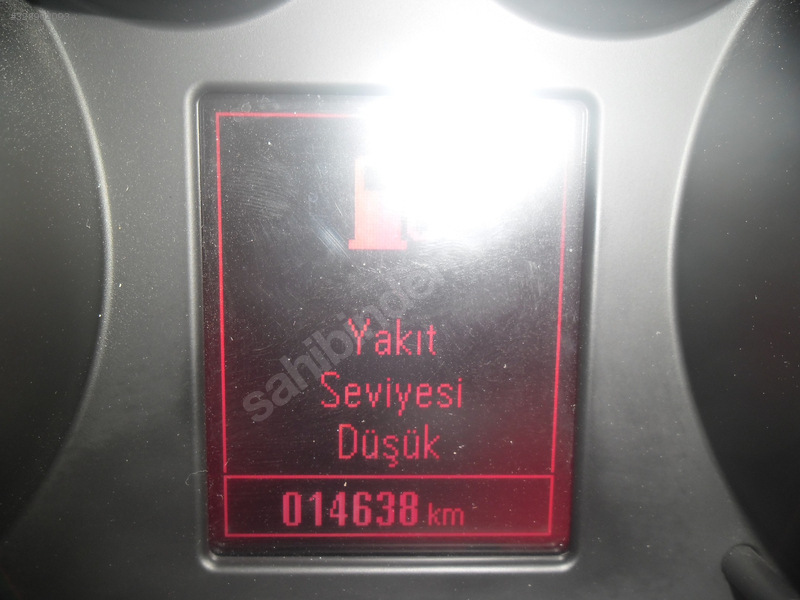 Yakıt
Seviyesi
Düşük
014638 km